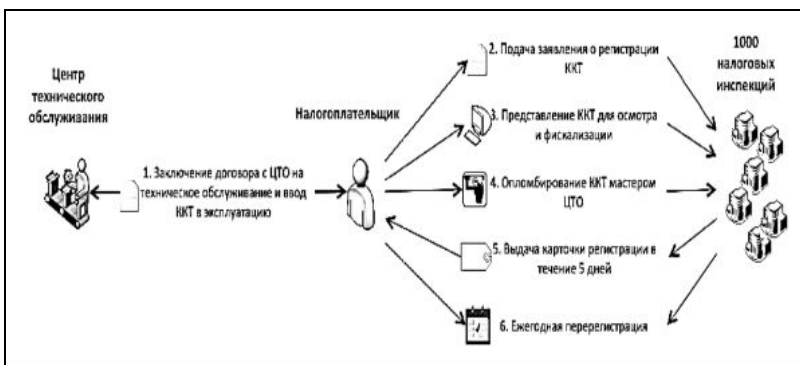 Центр
технического
обслуживания
1. Заключение договора с ЦТО на
техническое обслуживание и ввод
ККТ в эксплуатацию
Налогоплательщик
2. Подача заявления о регистрации
ККТ
3. Представление ККТ для осмотра
и фискализации
4. Опломбирование ККТ мастером
ЦТО
5. Выдача карточки регистрации в
течение 5 дней
6. Ежегодная перерегистрация
1000
налоговых
инспекций